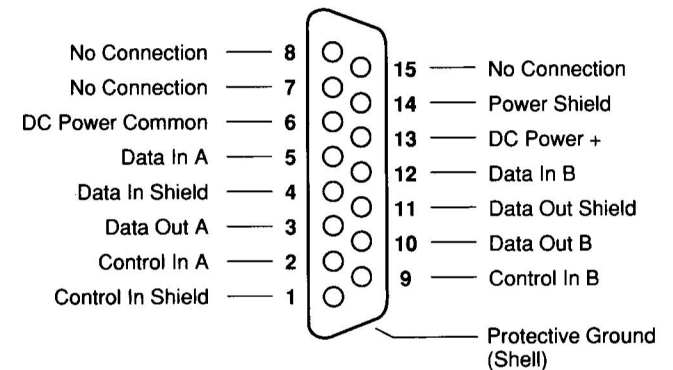 No Connection 8
No Connection 7
DC Power Common 6
Data In A 5
Data In Shield 4
Data Out A 3
Control In A 2
Control In Shield 1
15 No Connection
14 Power Shield
13 DC Power +
12 Data In B
11 Data Out Shield
10 Data Out B
9 Control In B
Protective Ground
(Shell)